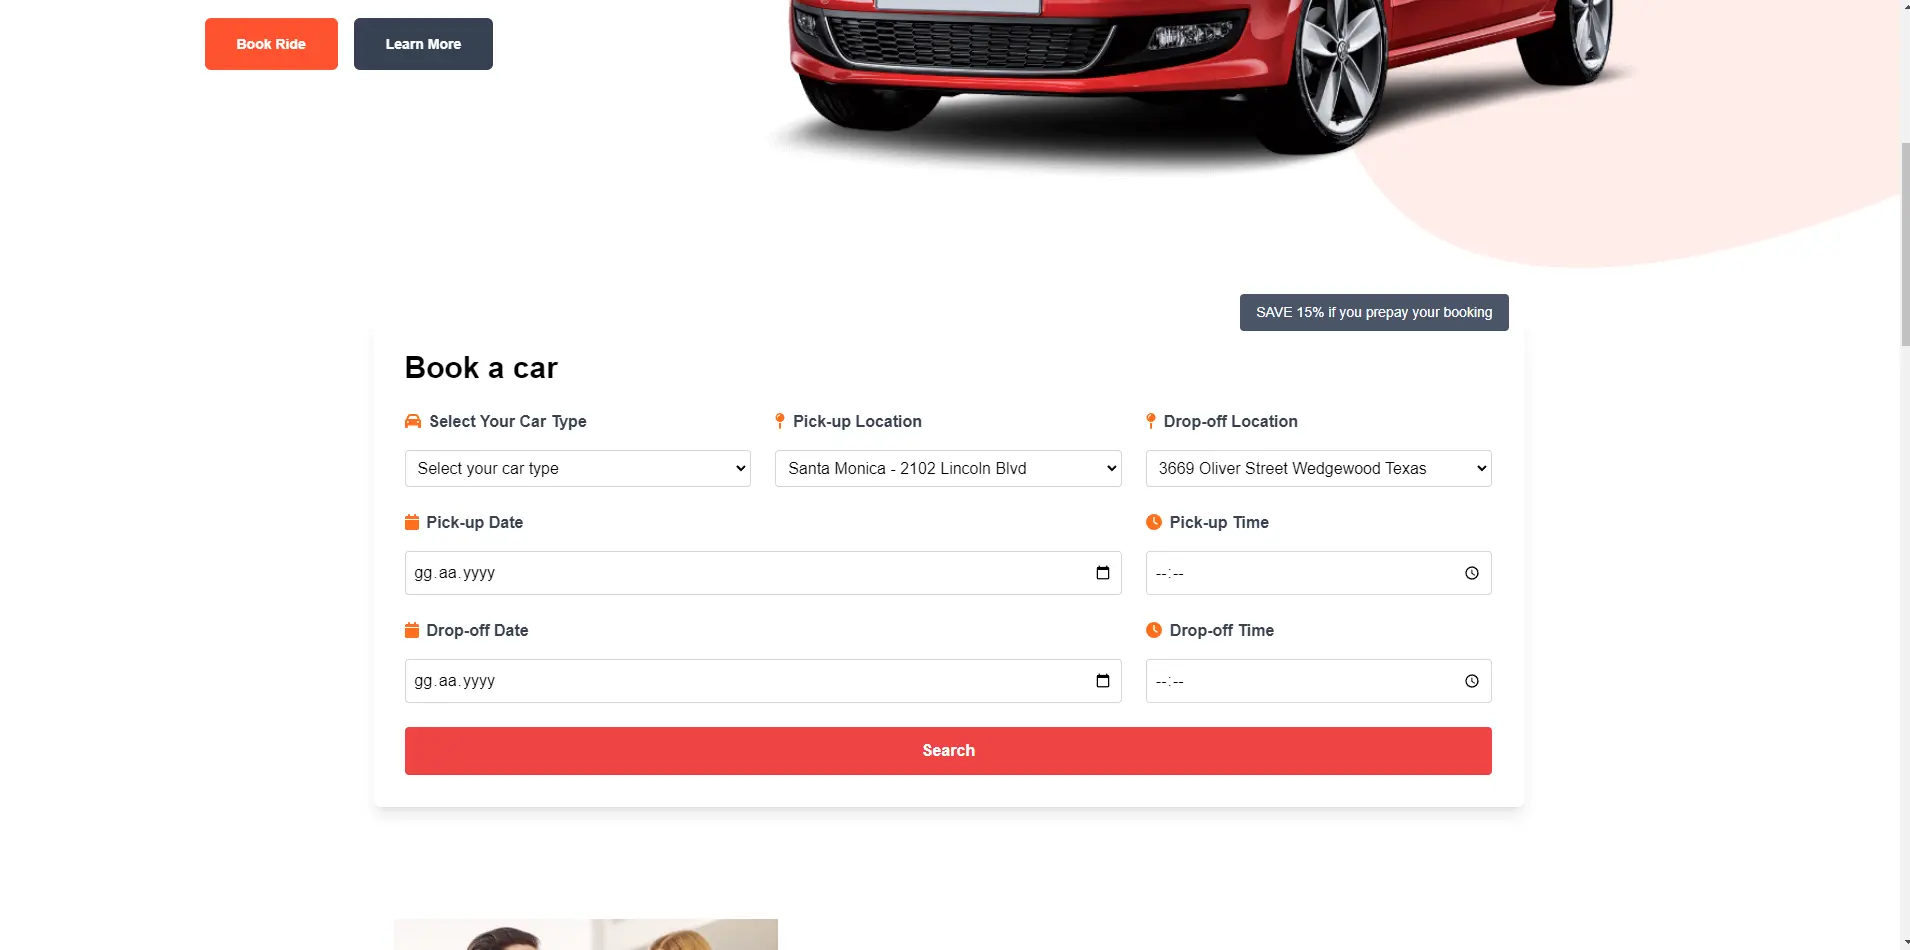 Book Ride
Learn More
SAVE 15% if you prepay your booking
Book a car
Select Your Car Type
Pick-up Location
Drop-off Location
Select your car type
Santa Monica - 2102 Lincoln Blvd
3669 Oliver Street Wedgewood Texas
Pick-up Date
Pick-up Time
gg.aa.yyyy
--:--
Drop-off Date
Drop-off Time
gg.aa.yyyy
--:--
Search